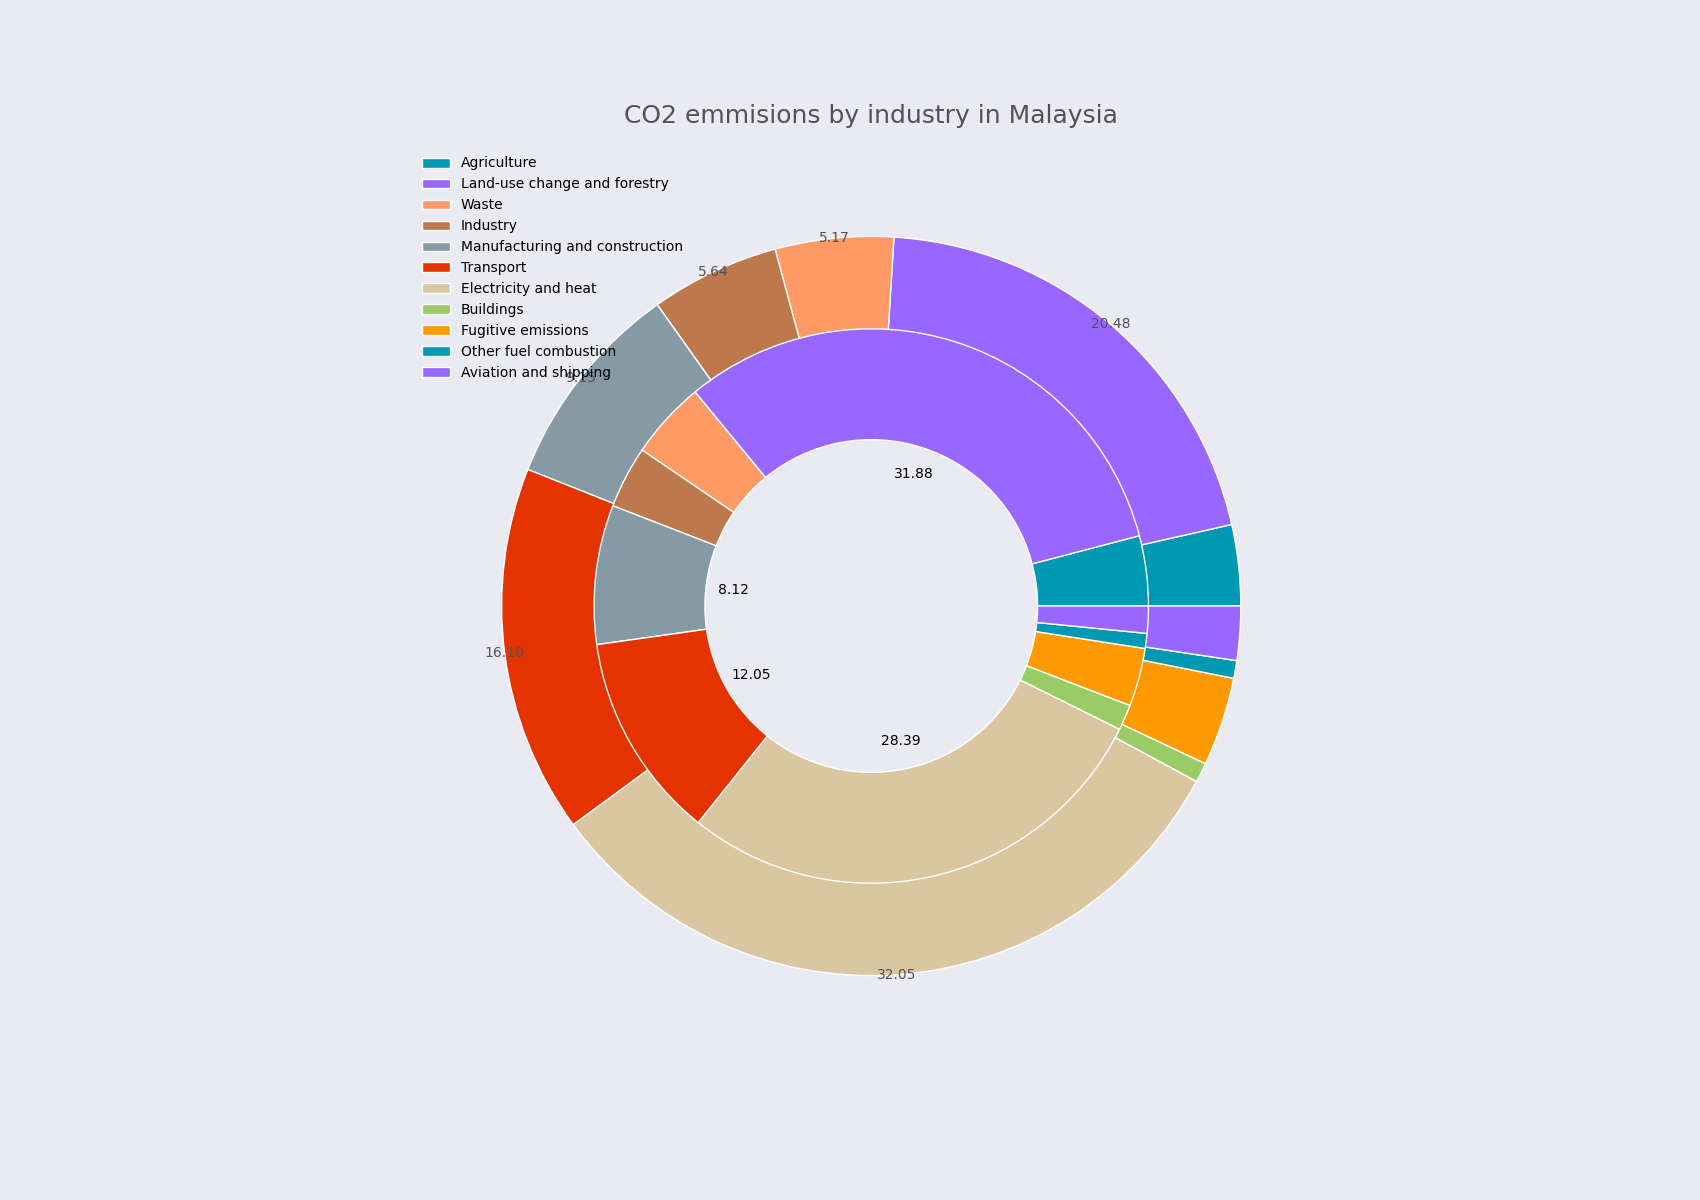 CO2 emmisions by industry in Malaysia
Agriculture
Land-use change and forestry
Waste
Industry
Manufacturing and construction
Transport
Electricity and heat
Buildings
Fugitive emissions
Other fuel combustion
Aviation and shipping
5.17
5.64
20.48
31.88
8.12
16.10
12.05
28.39
32.05